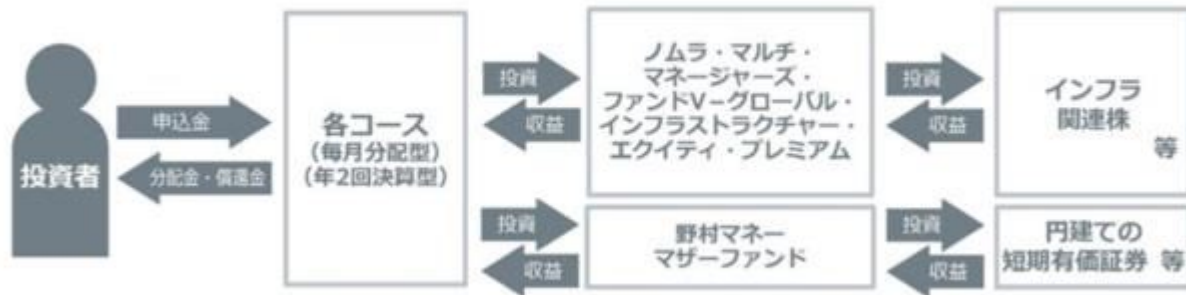 投資者
申込金
分配金・償還金
各コース
（毎月分配型）
（年2回決算型）
投資
収益
ノムラ・マルチ・
マネージャーズ・
ファンドV－グローバル・
インフラストラクチャー・
エクイティ・プレミアム
投資
収益
インフラ
関連株
等
投資
収益
野村マネー
マザーファンド
投資
収益
円建ての
短期有価証券 等